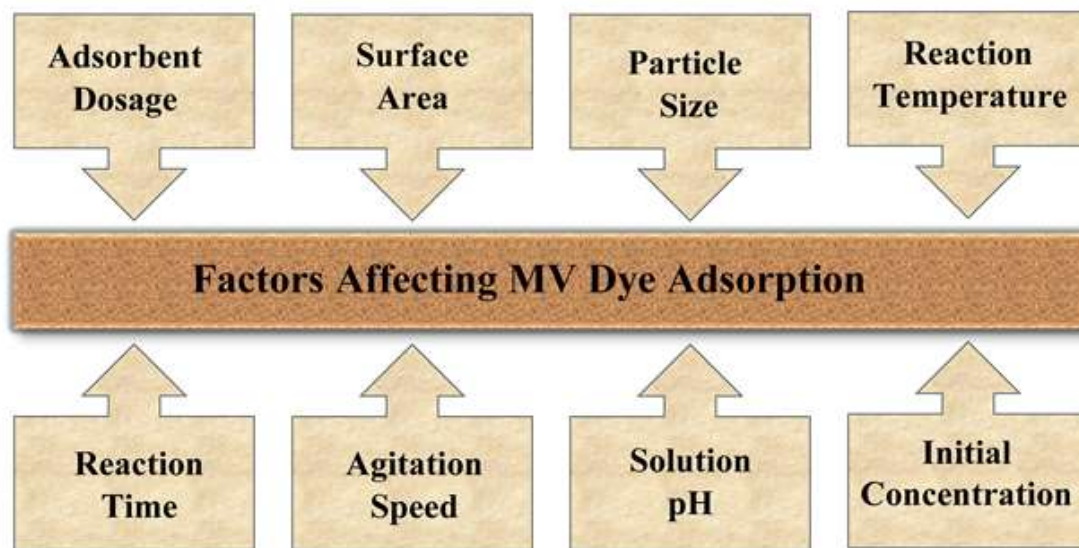 Adsorbent
Dosage
Surface
Area
Particle
Size
Reaction
Temperature
Factors Affecting MV Dye Adsorption
Reaction
Time
Agitation
Speed
Solution
pH
Initial
Concentration